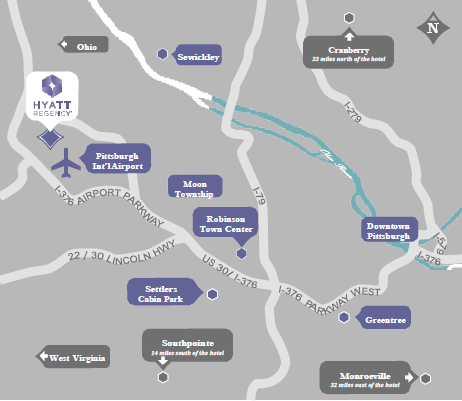 Ohio
Sewickley
Cranberry
32 miles north of the hotel
N
HYATT
REGENCY
I-279
Pittsburgh
Int'l Airport
Ohio River
Moon
Township
I-79
I-376 AIRPORT PARKWAY
Robinson
Town Center
Downtown
Pittsburgh
I-579
I-376
22 / 30 LINCOLN HWY
US 30/ I-376
I-376 PARKWAY WEST
Settlers
Cabin Park
Greentree
West Virginia
Southpointe
14 miles south of the hotel
Monroeville
32 miles east of the hotel